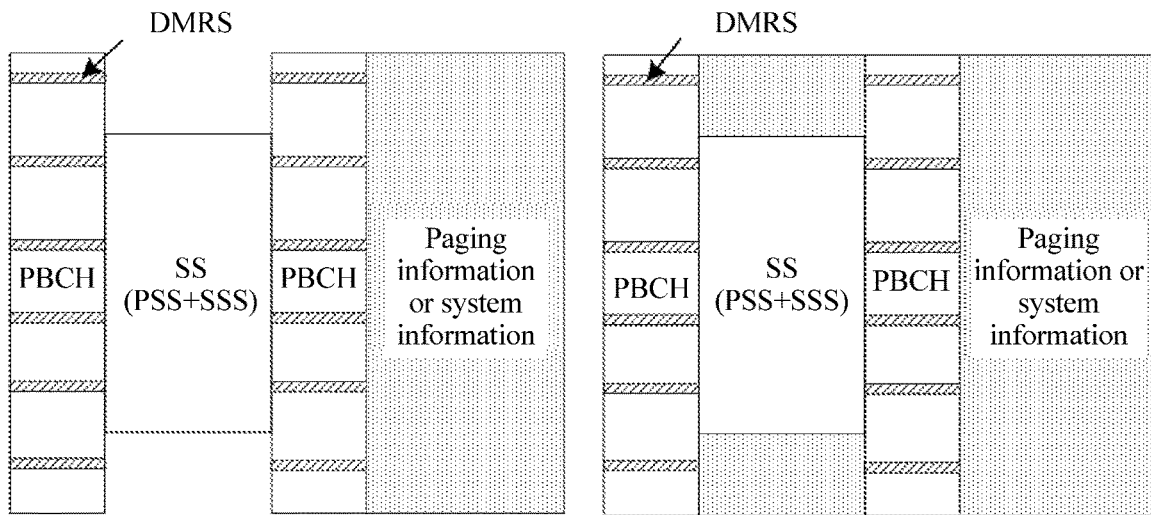 DMRS
PBCH
SS
(PSS+SSS)
PBCH
Paging
information
or system
information
DMRS
PBCH
SS
(PSS+SSS)
PBCH
Paging
information or
system
information